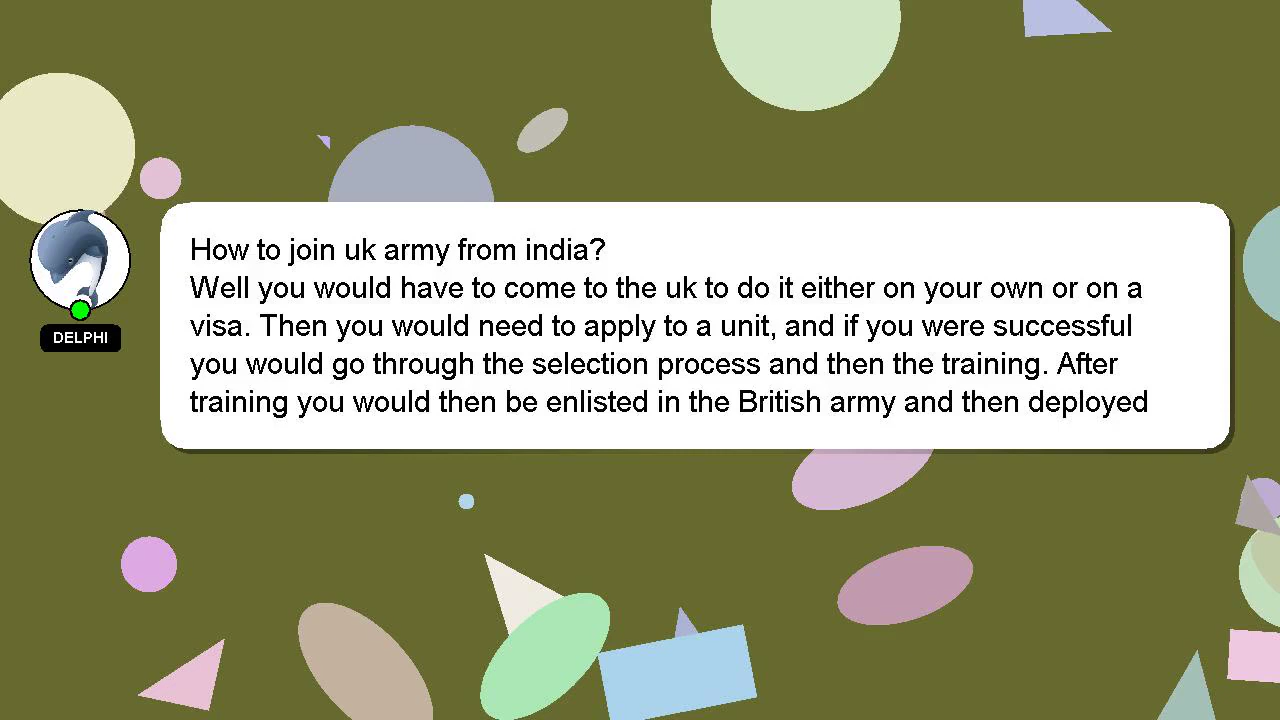 How to join uk army from india?
Well you would have to come to the uk to do it either on your own or on a
visa. Then you would need to apply to a unit, and if you were successful
you would go through the selection process and then the training. After
training you would then be enlisted in the British army and then deployed
DELPHI